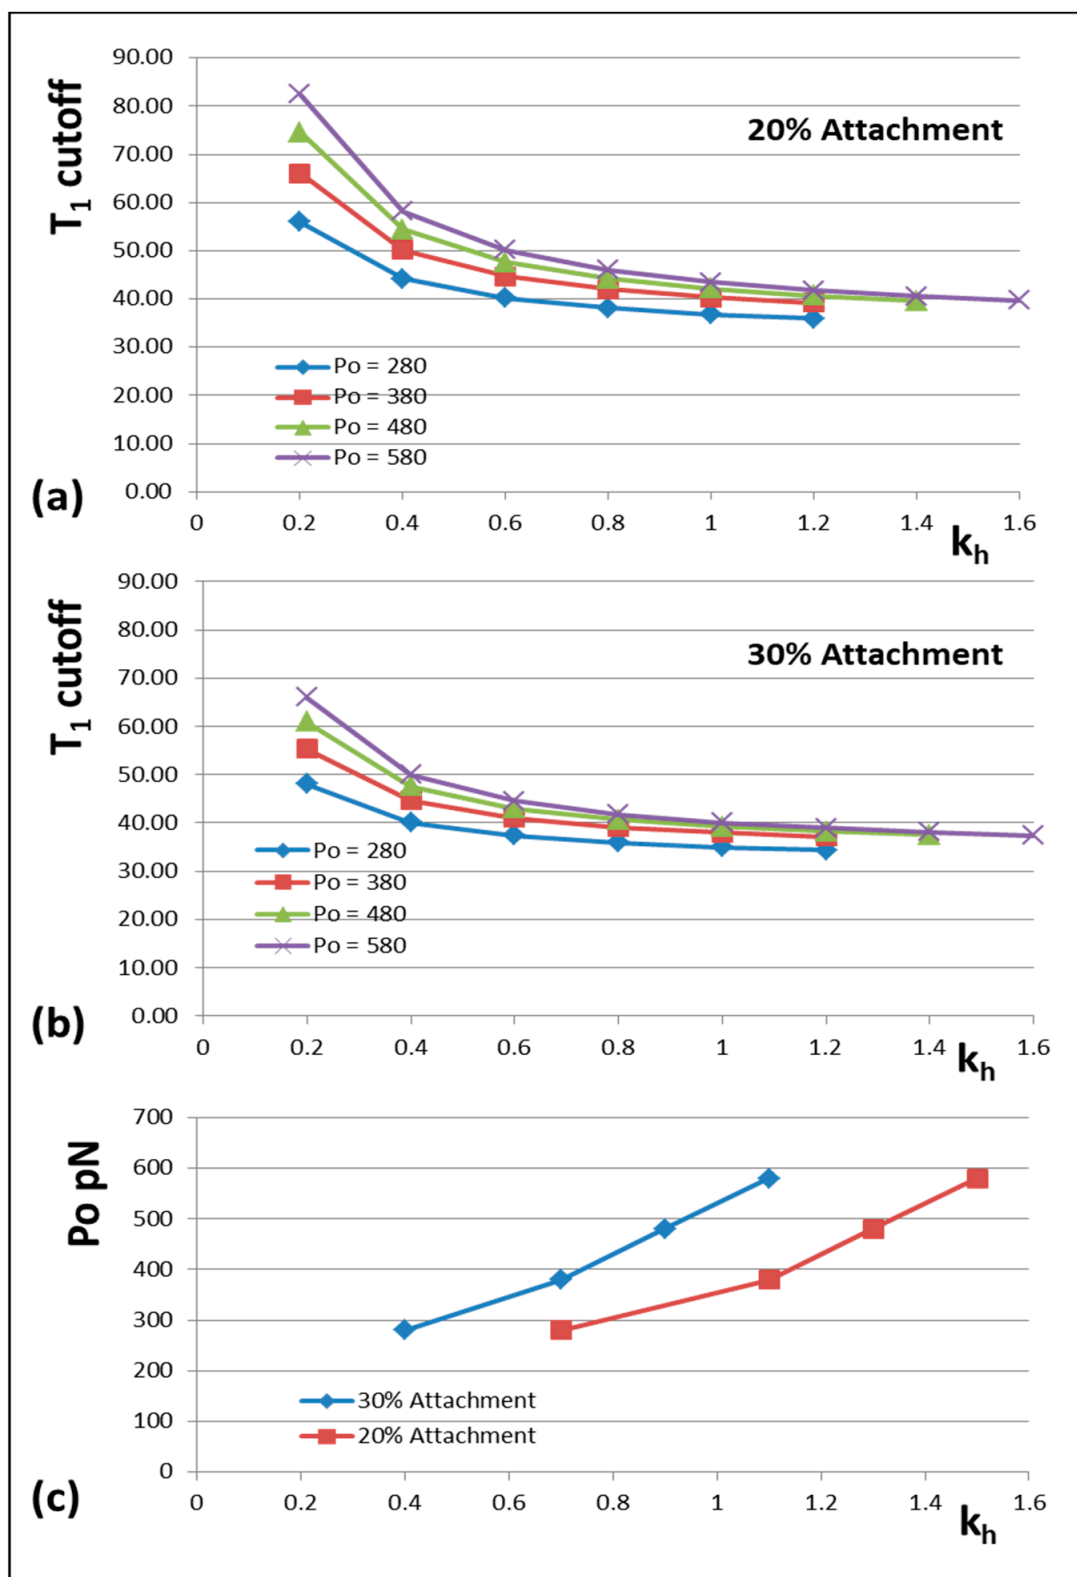 T1 cutoff
90.00
80.00
70.00
60.00
50.00
40.00
30.00
20.00
10.00
0.00
20% Attachment
Po = 280
Po = 380
Po = 480
Po = 580
(a)
0 0.2 0.4 0.6 0.8 1 1.2 1.4 1.6
kh
T1 cutoff
90.00
80.00
70.00
60.00
50.00
40.00
30.00
20.00
10.00
0.00
30% Attachment
Po = 280
Po = 380
Po = 480
Po = 580
(b)
0 0.2 0.4 0.6 0.8 1 1.2 1.4 1.6
kh
Po pN
700
600
500
400
300
200
100
0
30% Attachment
20% Attachment
(c)
0 0.2 0.4 0.6 0.8 1 1.2 1.4 1.6
kh